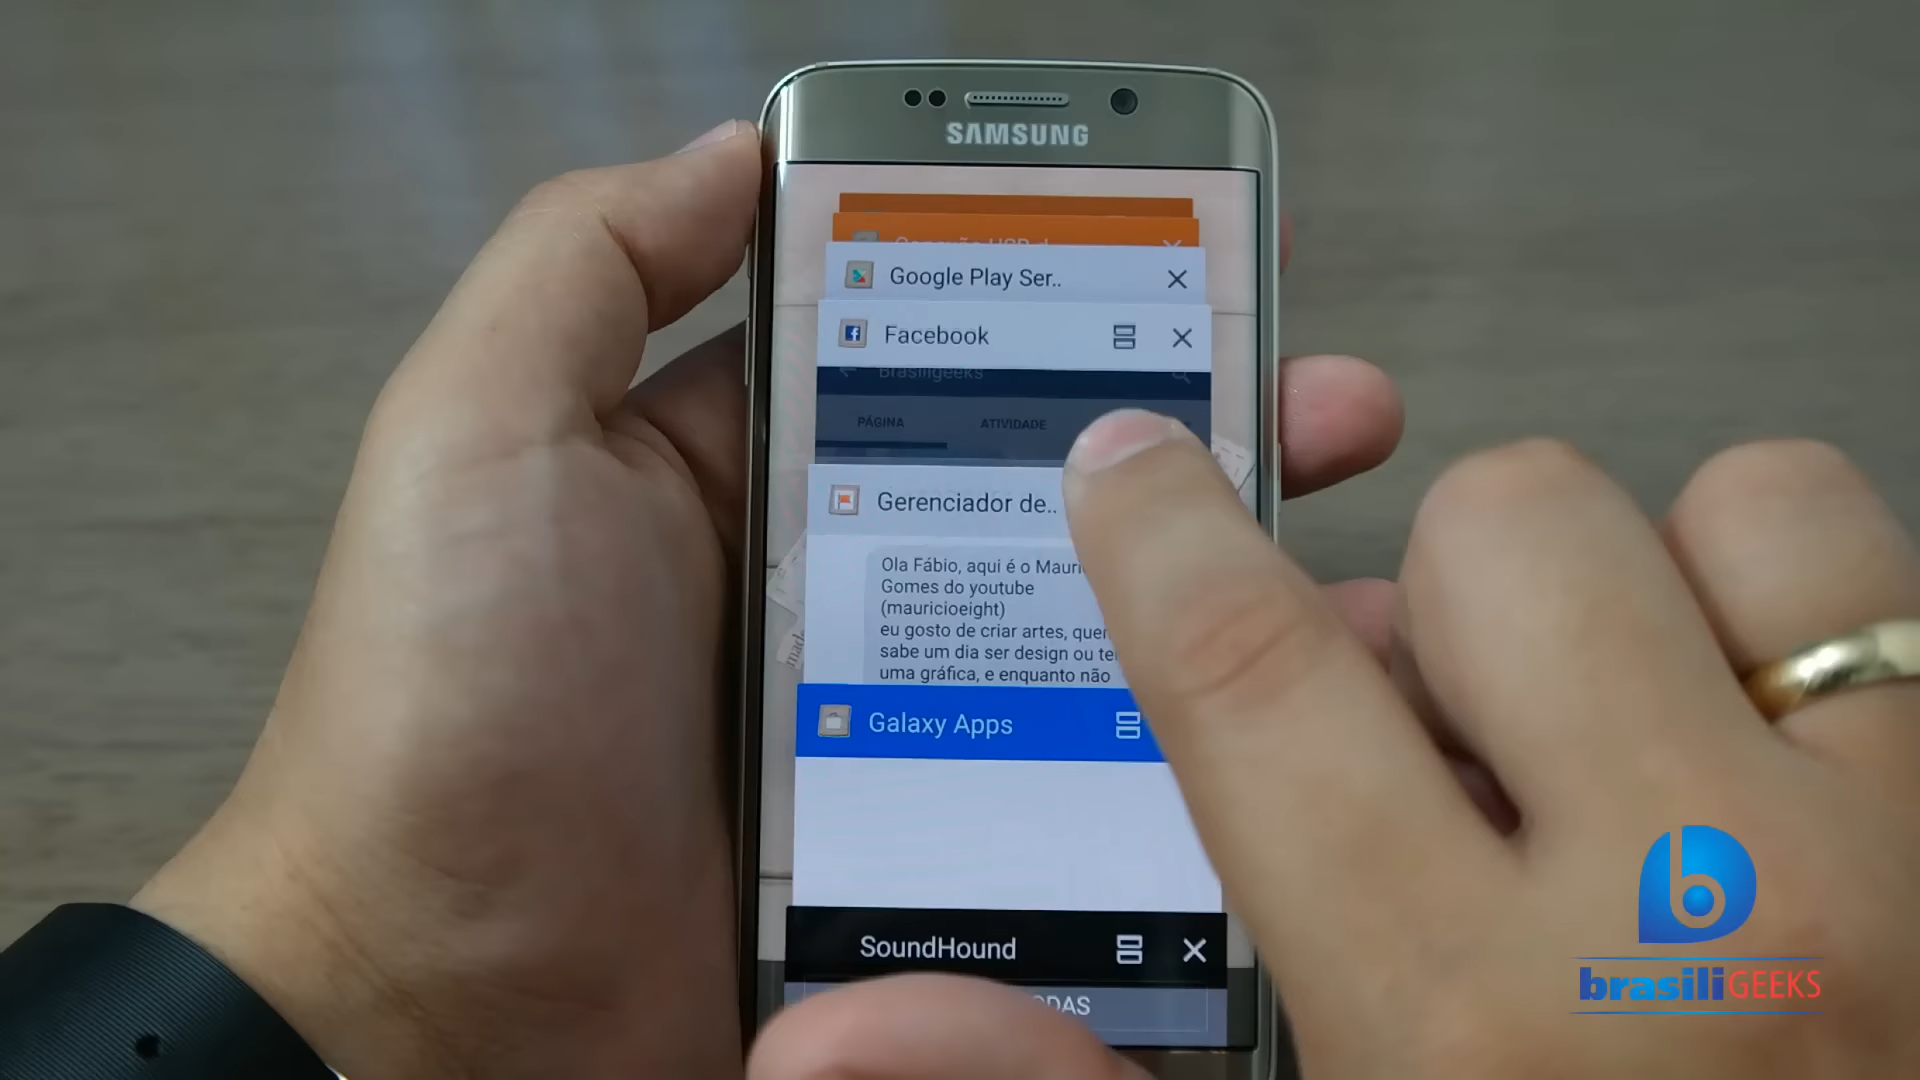 SAMSUNG
Google Play Ser..
Facebook
Brasiligeeks
PÁGINA
ATIVIDADE
Gerenciador de..
Ola Fábio, aqui é o
Gomes do youtube
(mauricioeight)
eu gosto de criar artes,
sabe um dia ser design ou
uma gráfica, e enquanto não
Galaxy Apps
SoundHound
brasiliGEEKS